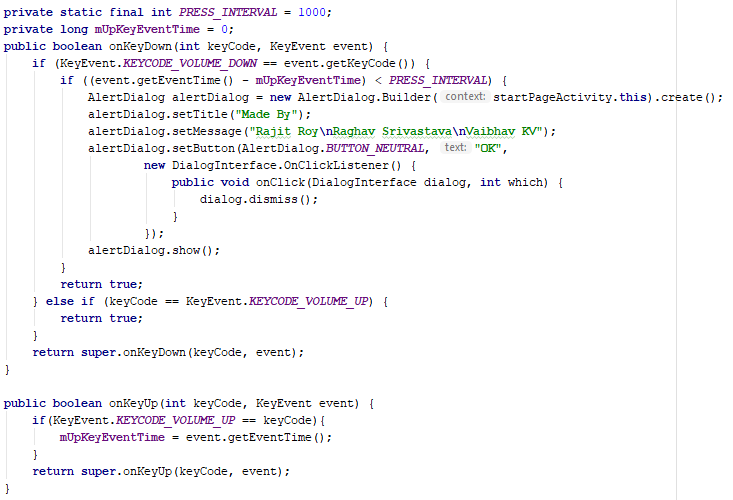 private static final int PRESS_INTERVAL = 1000;
private long mUpKeyEventTime = 0;
public boolean onKeyDown(int keyCode, KeyEvent event) {
    if (KeyEvent.KEYCODE_VOLUME_DOWN == event.getKeyCode()) {
        if ((event.getEventTime() - mUpKeyEventTime) < PRESS_INTERVAL) {
            AlertDialog alertDialog = new AlertDialog.Builder( context: startPageActivity.this).create();
            alertDialog.setTitle("Made By");
            alertDialog.setMessage("Rajit Roy\nRaghav Srivastava\nVaibhav KV");
            alertDialog.setButton(AlertDialog.BUTTON_NEUTRAL, text: "OK",
                    new DialogInterface.OnClickListener() {
                        public void onClick(DialogInterface dialog, int which) {
                            dialog.dismiss();
                        }
                    });
            alertDialog.show();
        }
        return true;
    } else if (keyCode == KeyEvent.KEYCODE_VOLUME_UP) {
        return true;
    }
    return super.onKeyDown(keyCode, event);
}
public boolean onKeyUp(int keyCode, KeyEvent event) {
    if(KeyEvent.KEYCODE_VOLUME_UP == keyCode){
        mUpKeyEventTime = event.getEventTime();
    }
    return super.onKeyUp(keyCode, event);
}